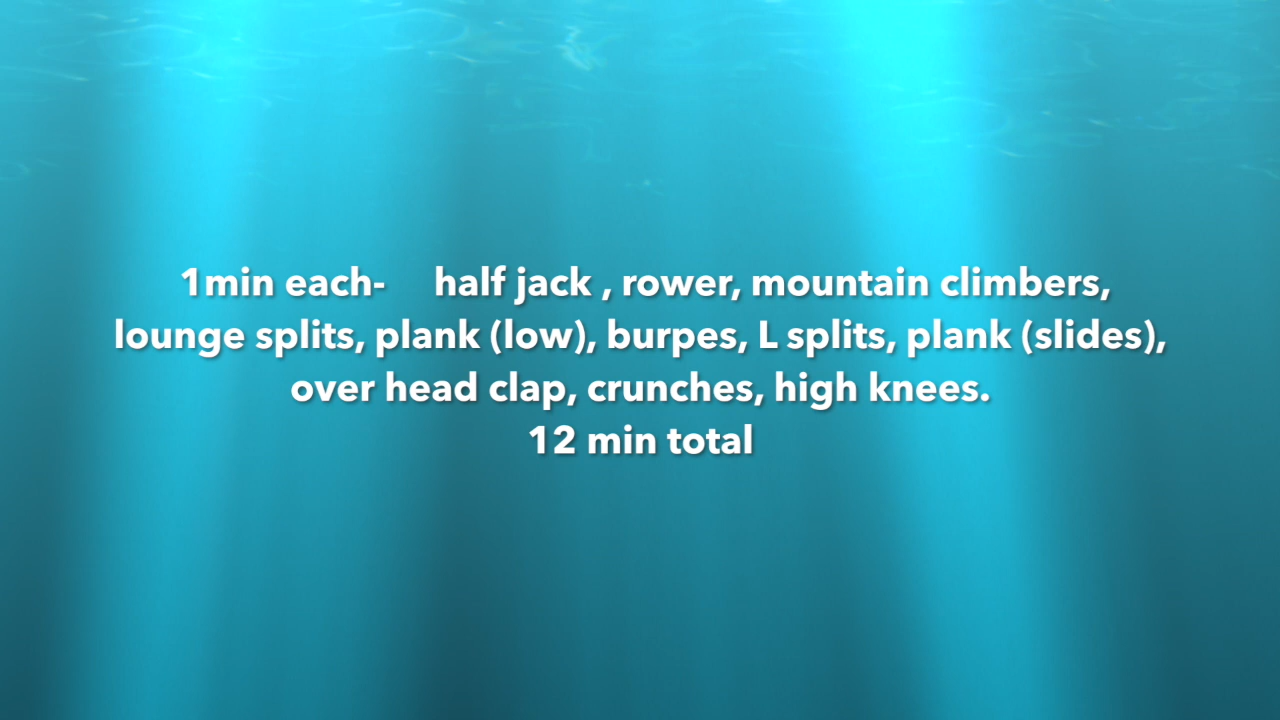 1min each- half jack , rower, mountain climbers,
lounge splits, plank (low), burpes, L splits, plank (slides),
over head clap, crunches, high knees.
12 min total